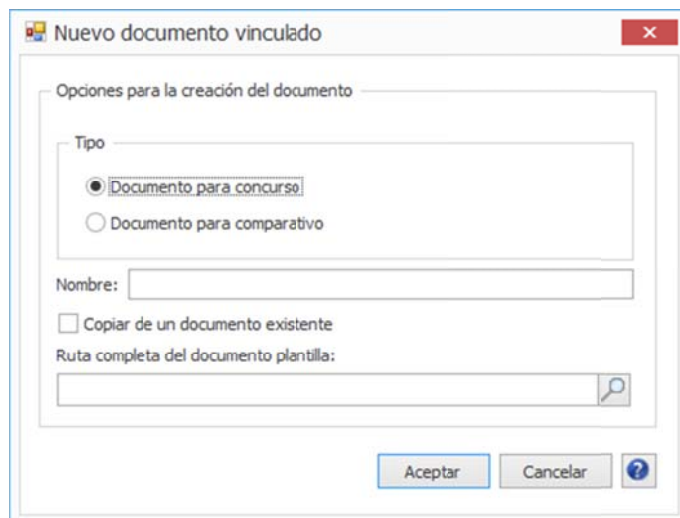 Nuevo documento vinculado
Opciones para la creación del documento
Tipo
Documento para concurso
Documento para comparativo
Nombre:
Copiar de un documento existente
Ruta completa del documento plantilla:
Aceptar Cancelar ?